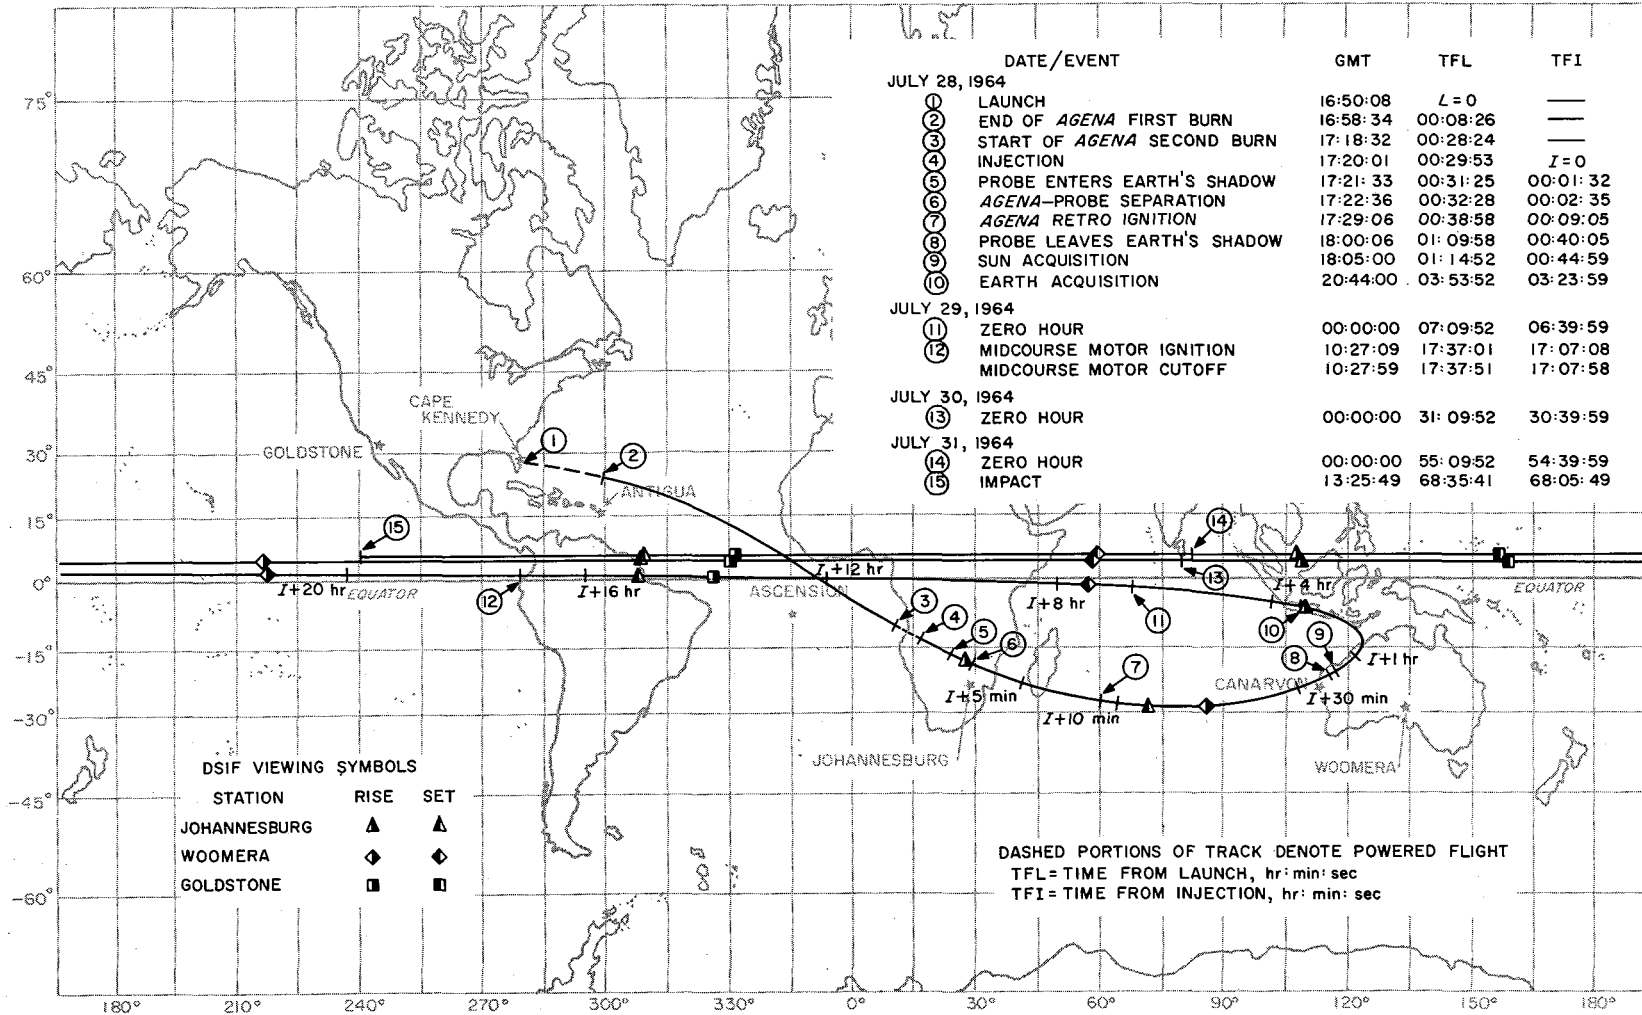 DATE/EVENT GMT TFL TFI
JULY 28, 1964
① LAUNCH 16:50:08 L=0 —
② END OF AGENA FIRST BURN 16:58:34 00:08:26 —
③ START OF AGENA SECOND BURN 17:18:32 00:28:24 —
④ INJECTION 17:20:01 00:29:53 I=0
⑤ PROBE ENTERS EARTH'S SHADOW 17:21:33 00:31:25 00:01:32
⑥ AGENA–PROBE SEPARATION 17:22:36 00:32:28 00:02:35
⑦ AGENA RETRO IGNITION 17:29:06 00:38:58 00:09:05
⑧ PROBE LEAVES EARTH'S SHADOW 18:00:06 01:09:58 00:40:05
⑨ SUN ACQUISITION 18:05:00 01:14:52 00:44:59
⑩ EARTH ACQUISITION 20:44:00 03:53:52 03:23:59
JULY 29, 1964
⑪ ZERO HOUR 00:00:00 07:09:52 06:39:59
⑫ MIDCOURSE MOTOR IGNITION 10:27:09 17:37:01 17:07:08
MIDCOURSE MOTOR CUTOFF 10:27:59 17:37:51 17:07:58
JULY 30, 1964
⑬ ZERO HOUR 00:00:00 31:09:52 30:39:59
JULY 31, 1964
⑭ ZERO HOUR 00:00:00 55:09:52 54:39:59
⑮ IMPACT 13:25:49 68:35:41 68:05:49
75°
60°
45°
30°
15°
0°
-15°
-30°
-45°
-60°
CAPE
KENNEDY
GOLDSTONE
① ②
ANTIGUA
⑮ ⑭
I+12 hr
I+20 hr EQUATOR ⑫ I+16 hr ASCENSION I+8 hr ⑬ I+4 hr EQUATOR
③ ④ ⑤ ⑥ ⑪ ⑩ ⑨
⑦ ⑧ I+1 hr
CANARVON
I+5 min I+10 min I+30 min
JOHANNESBURG WOOMERA
DSIF VIEWING SYMBOLS
STATION RISE SET
JOHANNESBURG
WOOMERA
GOLDSTONE
DASHED PORTIONS OF TRACK DENOTE POWERED FLIGHT
TFL=TIME FROM LAUNCH, hr:min:sec
TFI=TIME FROM INJECTION, hr:min:sec
180° 210° 240° 270° 300° 330° 0° 30° 60° 90° 120° 150° 180°